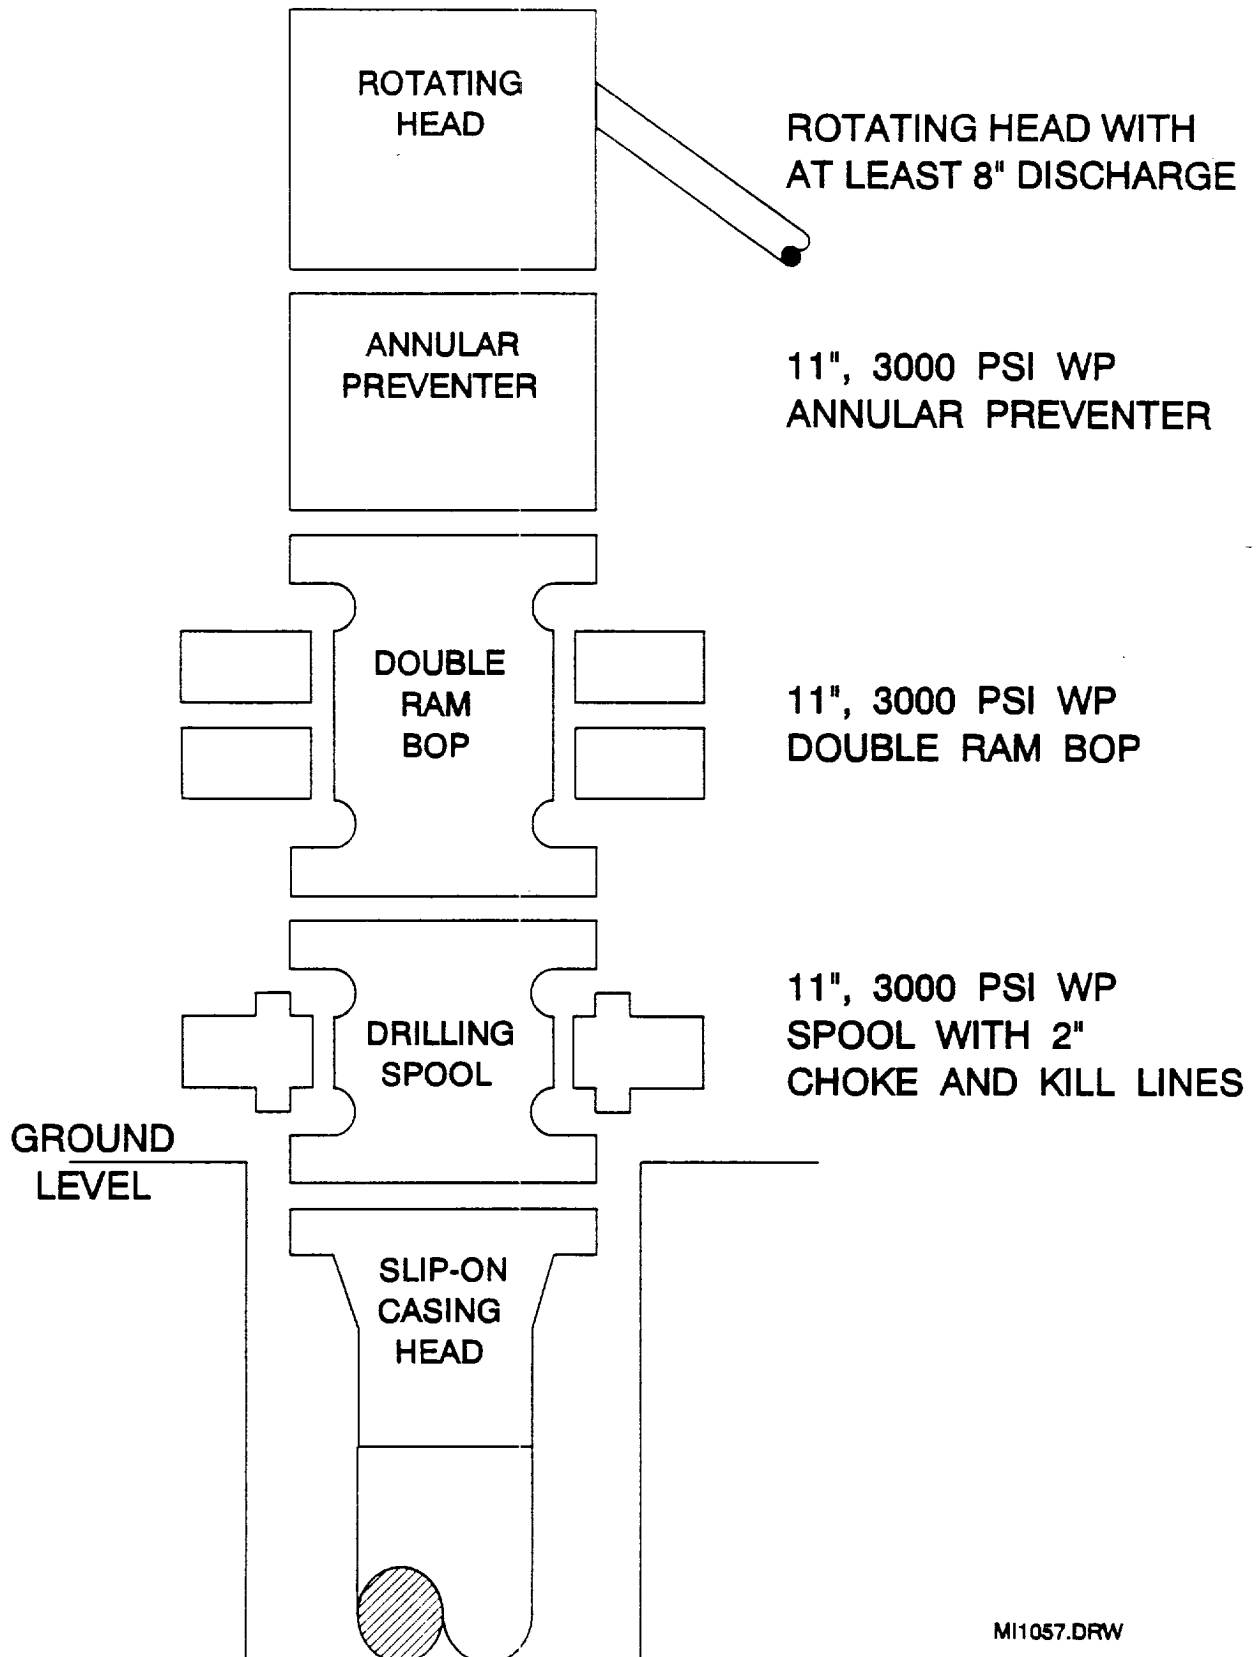 ROTATING
HEAD
ROTATING HEAD WITH
AT LEAST 8" DISCHARGE
ANNULAR
PREVENTER
11", 3000 PSI WP
ANNULAR PREVENTER
DOUBLE
RAM
BOP
11", 3000 PSI WP
DOUBLE RAM BOP
DRILLING
SPOOL
11", 3000 PSI WP
SPOOL WITH 2"
CHOKE AND KILL LINES
GROUND
LEVEL
SLIP-ON
CASING
HEAD
MI1057.DRW